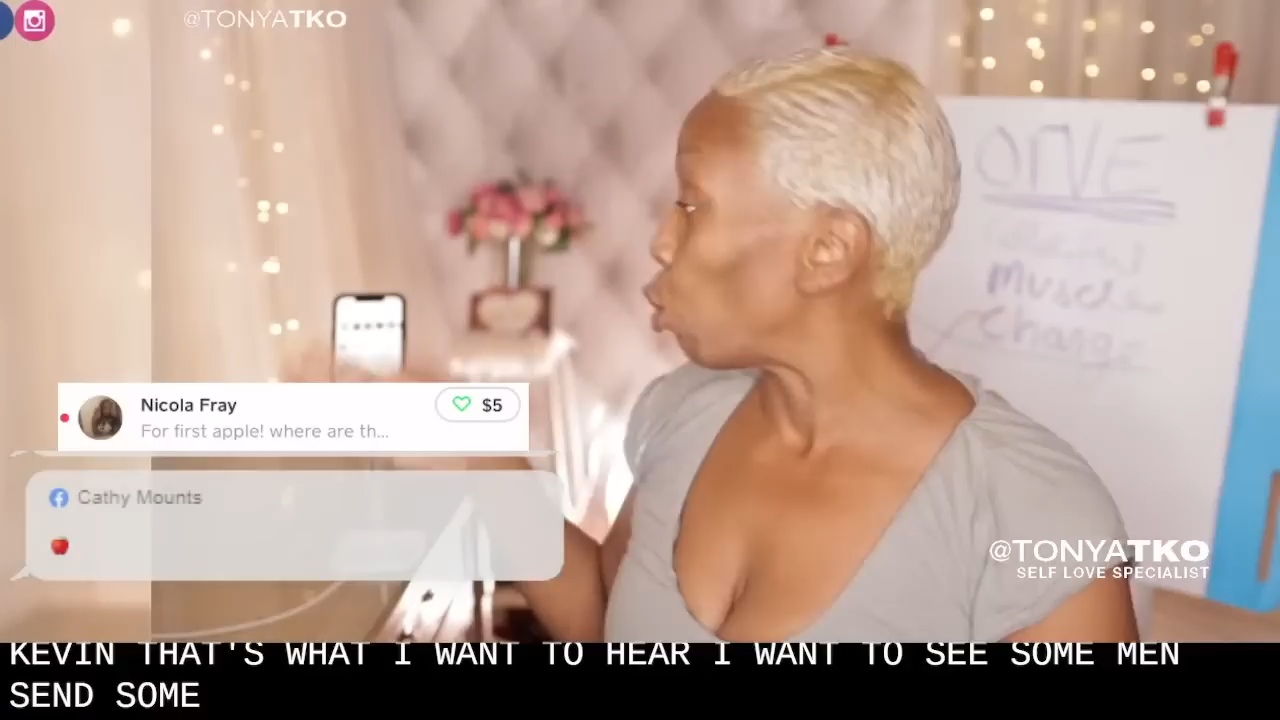 @TONYATKO
ONE
Muscle
Change
Nicola Fray
$5
For first apple! where are th...
Cathy Mounts
@TONYATKO
SELF LOVE SPECIALIST
KEVIN THAT'S WHAT I WANT TO HEAR I WANT TO SEE SOME MEN
SEND SOME